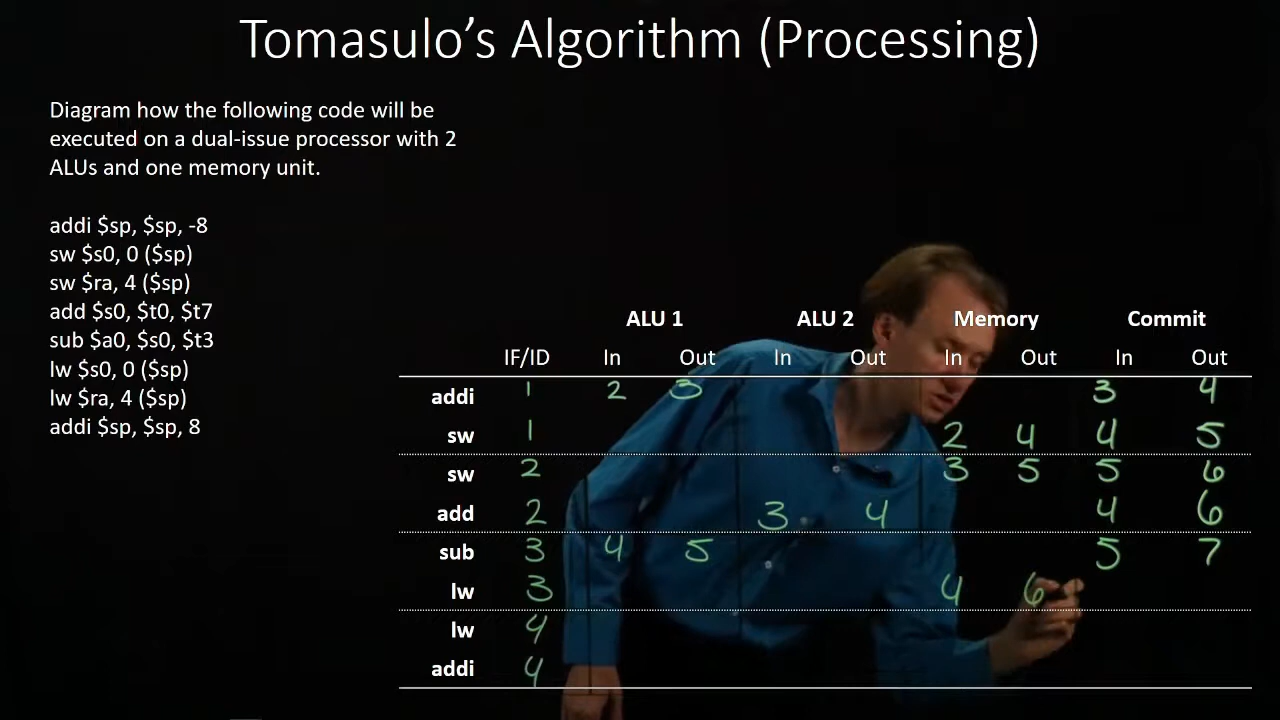 Tomasulo's Algorithm (Processing)
Diagram how the following code will be
executed on a dual-issue processor with 2
ALUs and one memory unit.
addi $sp, $sp, -8
sw $s0, 0 ($sp)
sw $ra, 4 ($sp)
add $s0, $t0, $t7
sub $a0, $s0, $t3
lw $s0, 0 ($sp)
lw $ra, 4 ($sp)
addi $sp, $sp, 8
ALU 1 ALU 2 Memory Commit
IF/ID In Out In Out In Out In Out
addi 1 2 3 3 4
sw 1 2 4 4 5
sw 2 3 5 5 6
add 2 3 4 4 6
sub 3 4 5 5 7
lw 3 4 6
lw 4
addi 4